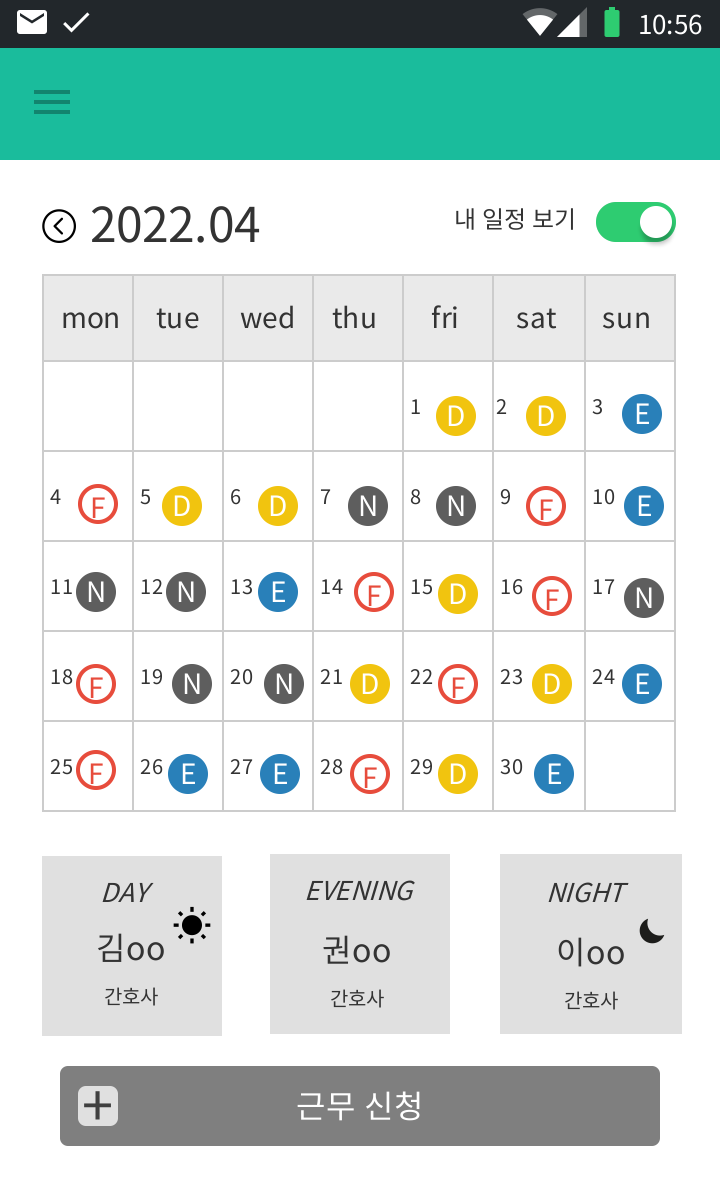 10:56
2022.04 내 일정 보기
mon tue wed thu fri sat sun
1 D 2 D 3 E
4 F 5 D 6 D 7 N 8 N 9 F 10 E
11 N 12 N 13 E 14 F 15 D 16 F 17 N
18 F 19 N 20 N 21 D 22 F 23 D 24 E
25 F 26 E 27 E 28 F 29 D 30 E
DAY EVENING NIGHT
김oo 권oo 이oo
간호사 간호사 간호사
근무 신청